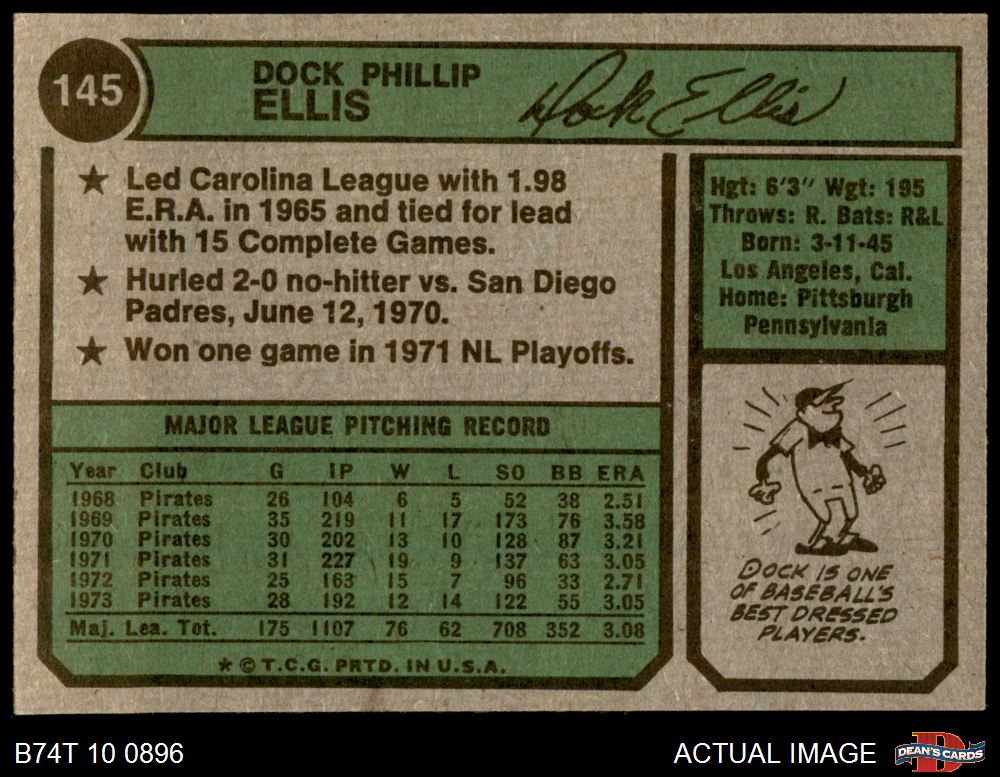 145
DOCK PHILLIP
ELLIS
Dock Ellis
★ Led Carolina League with 1.98
E.R.A. in 1965 and tied for lead
with 15 Complete Games.
★ Hurled 2-0 no-hitter vs. San Diego
Padres, June 12, 1970.
★ Won one game in 1971 NL Playoffs.
Hgt: 6'3" Wgt: 195
Throws: R. Bats: R&L
Born: 3-11-45
Los Angeles, Cal.
Home: Pittsburgh
Pennsylvania
MAJOR LEAGUE PITCHING RECORD
Year Club G IP W L SO BB ERA
1968 Pirates 26 104 6 5 52 38 2.51
1969 Pirates 35 219 11 17 173 76 3.58
1970 Pirates 30 202 13 10 128 87 3.21
1971 Pirates 31 227 19 9 137 63 3.05
1972 Pirates 25 163 15 7 96 33 2.71
1973 Pirates 28 192 12 14 122 55 3.05
Maj. Lea. Tot. 175 1107 76 62 708 352 3.08
★ © T.C.G. PRTD. IN U.S.A.
DOCK IS ONE
OF BASEBALL'S
BEST DRESSED
PLAYERS.
B74T 10 0896
ACTUAL IMAGE
D
DEAN'S CARDS